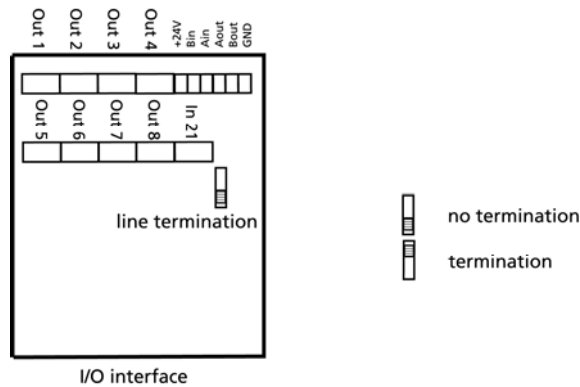 Out 1
Out 2
Out 3
Out 4
+24V
Bin
Ain
Aout
Bout
GND
Out 5
Out 6
Out 7
Out 8
In 21
line termination
no termination
termination
I/O interface